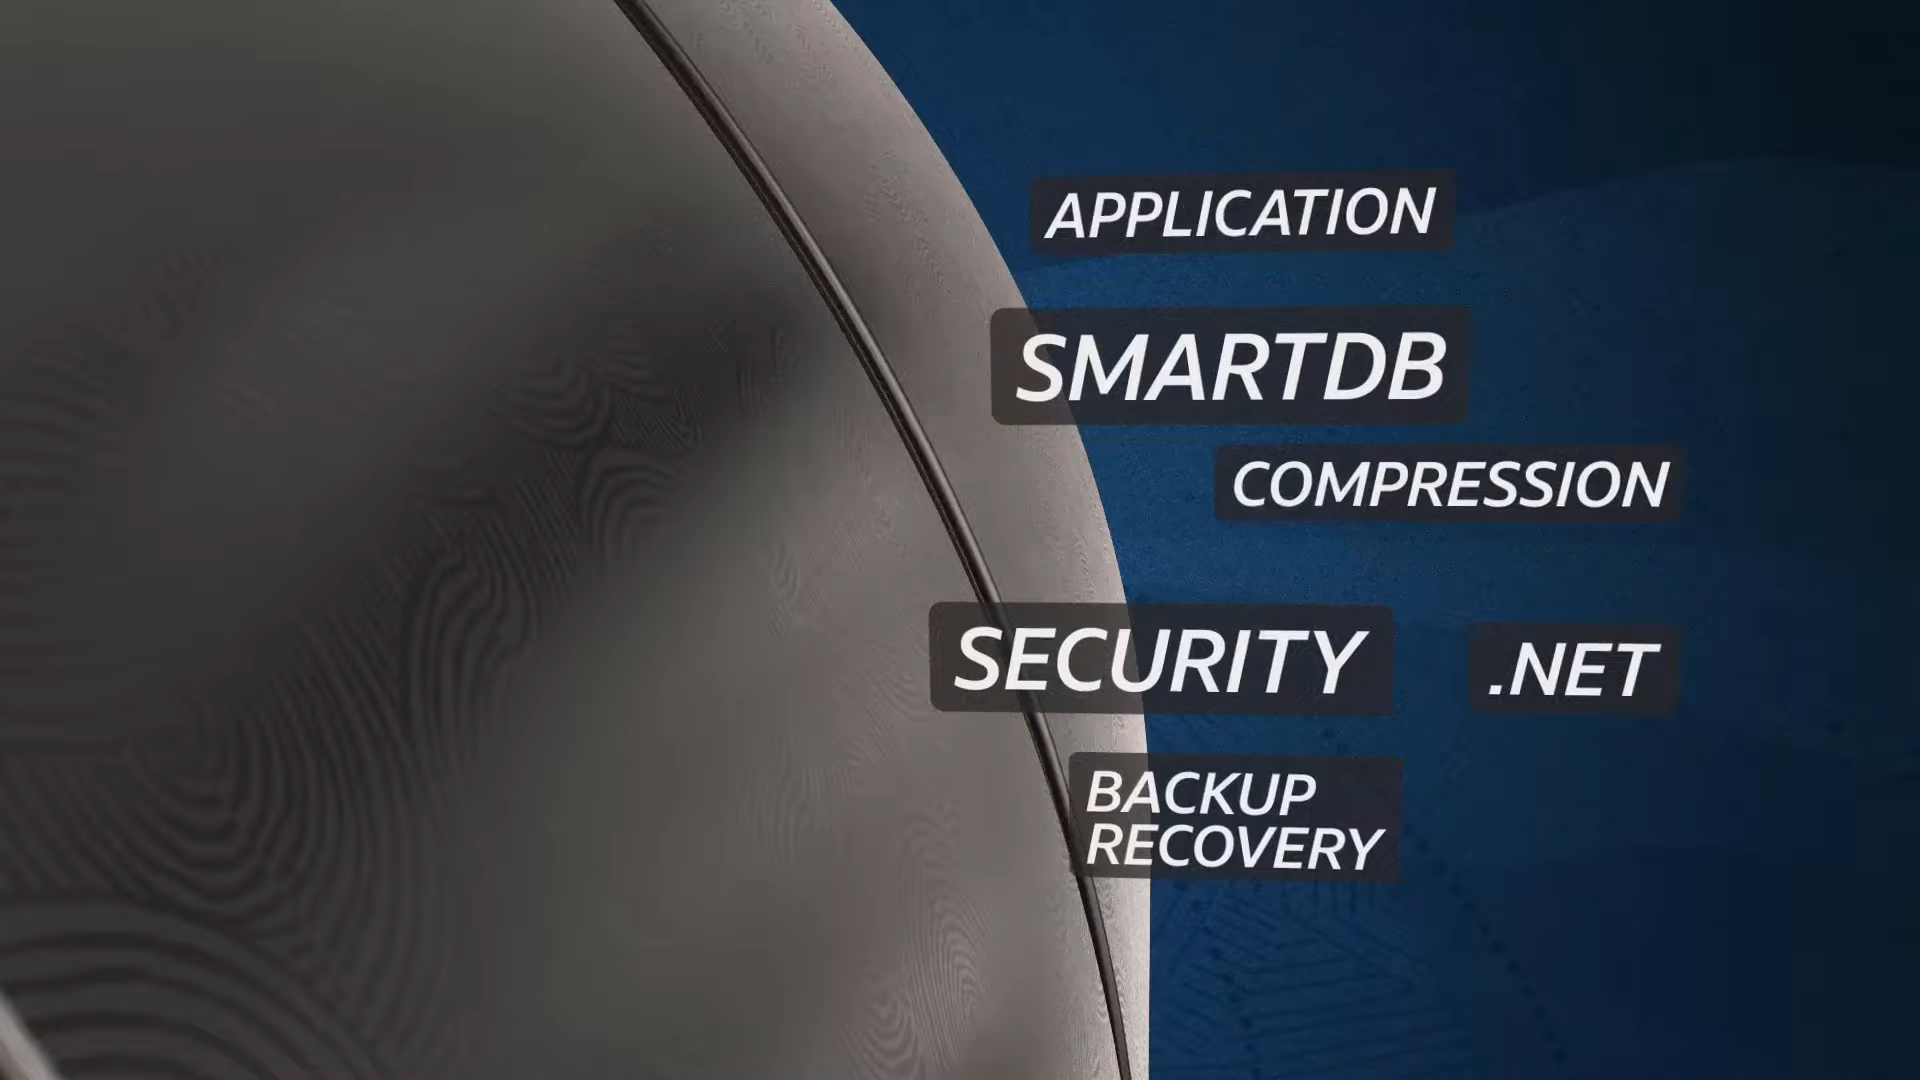 APPLICATION
SMARTDB
COMPRESSION
SECURITY
.NET
BACKUP
RECOVERY